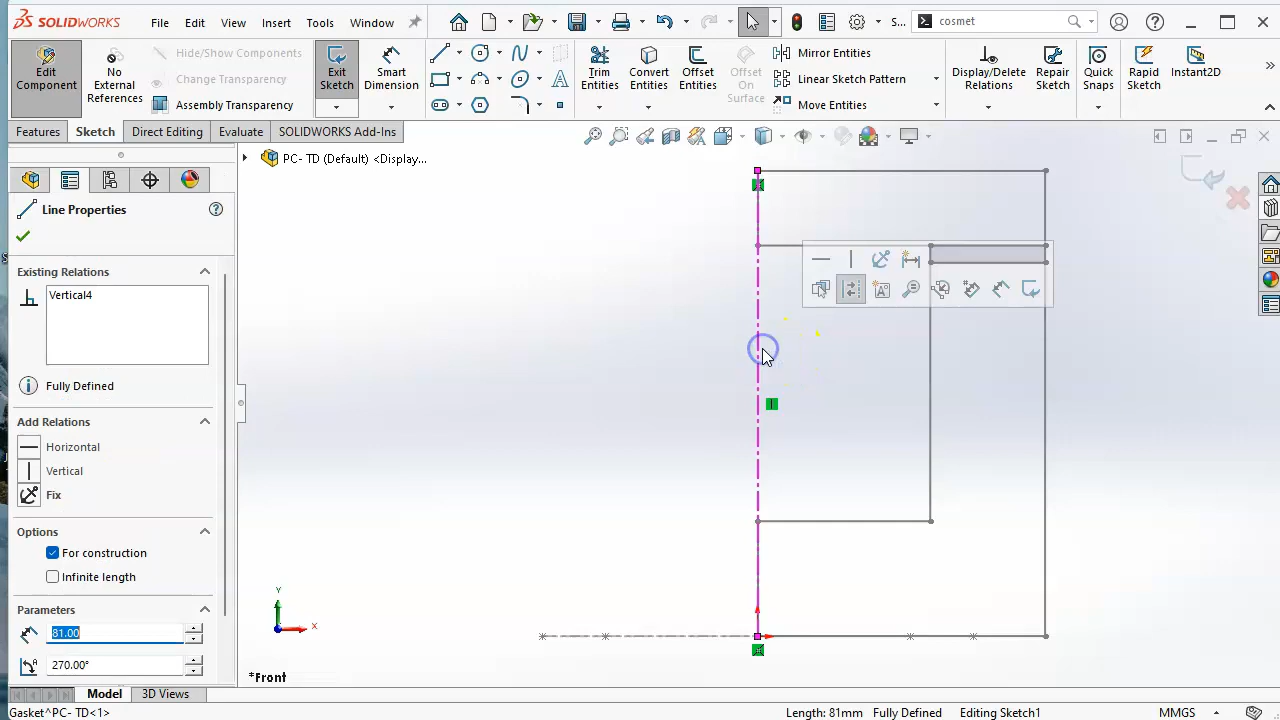 SOLIDWORKS File Edit View Insert Tools Window S... cosmet
Edit Component
No External References
Hide/Show Components
Change Transparency
Assembly Transparency
Exit Sketch
Smart Dimension
Trim Entities
Convert Entities
Offset Entities
Offset On Surface
Mirror Entities
Linear Sketch Pattern
Move Entities
Display/Delete Relations
Repair Sketch
Quick Snaps
Rapid Sketch
Instant2D
Features Sketch Direct Editing Evaluate SOLIDWORKS Add-Ins
PC- TD (Default) <Display...
Line Properties
Existing Relations
Vertical4
Fully Defined
Add Relations
Horizontal
Vertical
Fix
Options
For construction
Infinite length
Parameters
81.00
270.00°
Y
X
*Front
Model 3D Views
Gasket^PC- TD<1> Length: 81mm Fully Defined Editing Sketch1 MMGS